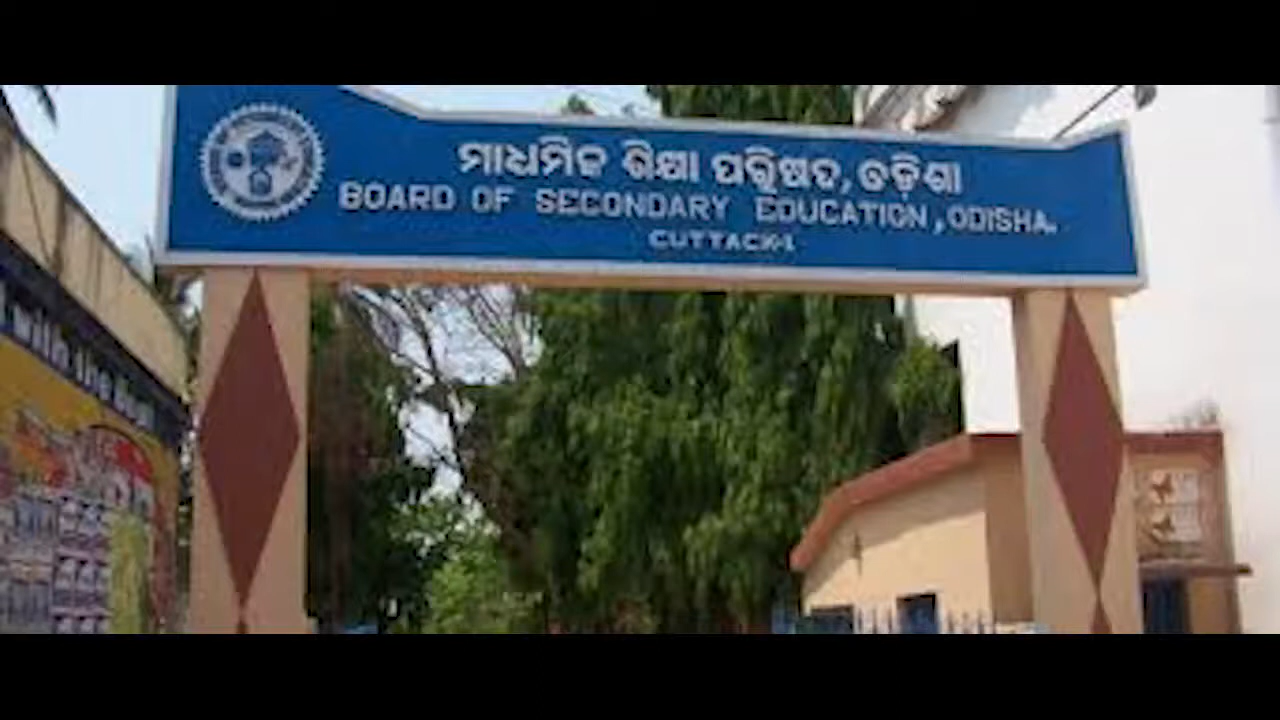 ମାଧ୍ୟମିକ ଶିକ୍ଷା ପରିଷଦ, ଓଡ଼ିଶା
BOARD OF SECONDARY EDUCATION, ODISHA.
CUTTACK-1